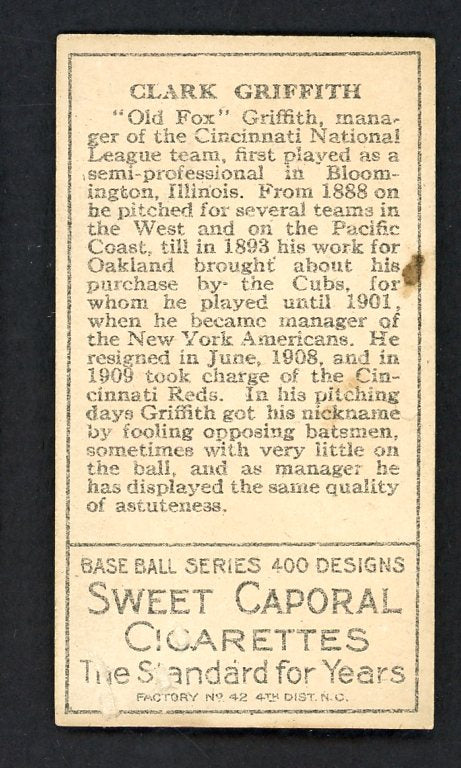 CLARK GRIFFITH
"Old Fox" Griffith, mana-
ger of the Cincinnati National
League team, first played as a
semi-professional in Bloom-
ington, Illinois. From 1888 on
he pitched for several teams in
the West and on the Pacific
Coast, till in 1893 his work for
Oakland brought about his
purchase by the Cubs, for
whom he played until 1901,
when he became manager of
the New York Americans. He
resigned in June, 1908, and in
1909 took charge of the Cin-
cinnati Reds. In his pitching
days Griffith got his nickname
by fooling opposing batsmen,
sometimes with very little on
the ball, and as manager he
has displayed the same quality
of astuteness.
BASE BALL SERIES 400 DESIGNS
SWEET CAPORAL
CIGARETTES
The Standard for Years
FACTORY No 42 4TH DIST. N.C.